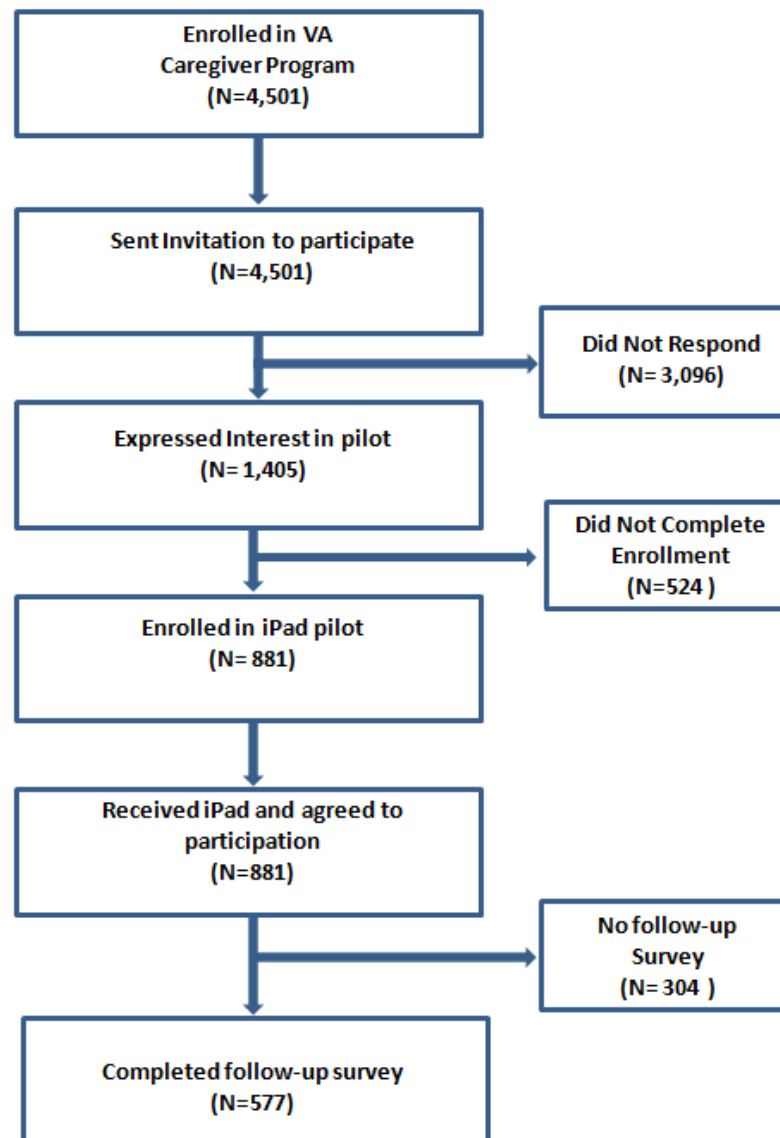 Enrolled in VA
Caregiver Program
(N=4,501)
Sent Invitation to participate
(N=4,501)
Did Not Respond
(N= 3,096)
Expressed Interest in pilot
(N= 1,405)
Did Not Complete
Enrollment
(N=524 )
Enrolled in iPad pilot
(N= 881)
Received iPad and agreed to
participation
(N=881)
No follow-up
Survey
(N= 304 )
Completed follow-up survey
(N=577)